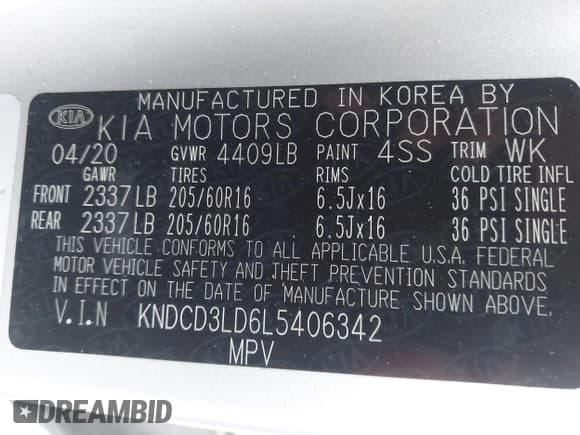 MANUFACTURED IN KOREA BY
KIA KIA MOTORS CORPORATION
04/20 GVWR 4409LB PAINT 4SS TRIM WK
GAWR TIRES RIMS COLD TIRE INFL
FRONT 2337LB 205/60R16 6.5Jx16 36 PSI SINGLE
REAR 2337LB 205/60R16 6.5Jx16 36 PSI SINGLE
THIS VEHICLE CONFORMS TO ALL APPLICABLE U.S.A. FEDERAL
MOTOR VEHICLE SAFETY AND THEFT PREVENTION STANDARDS
IN EFFECT ON THE DATE OF MANUFACTURE SHOWN ABOVE.
V.I.N KNDCD3LD6L5406342
MPV
DREAMBID